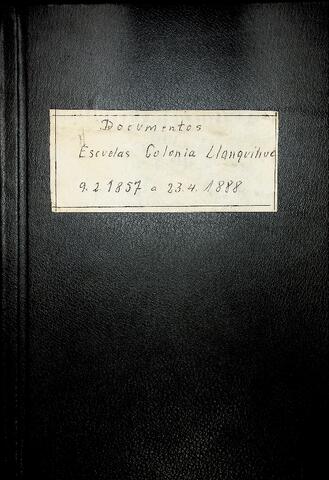 Documentos
Escuelas Colonia Llanquihue
9.2.1857 a 23.4.1888